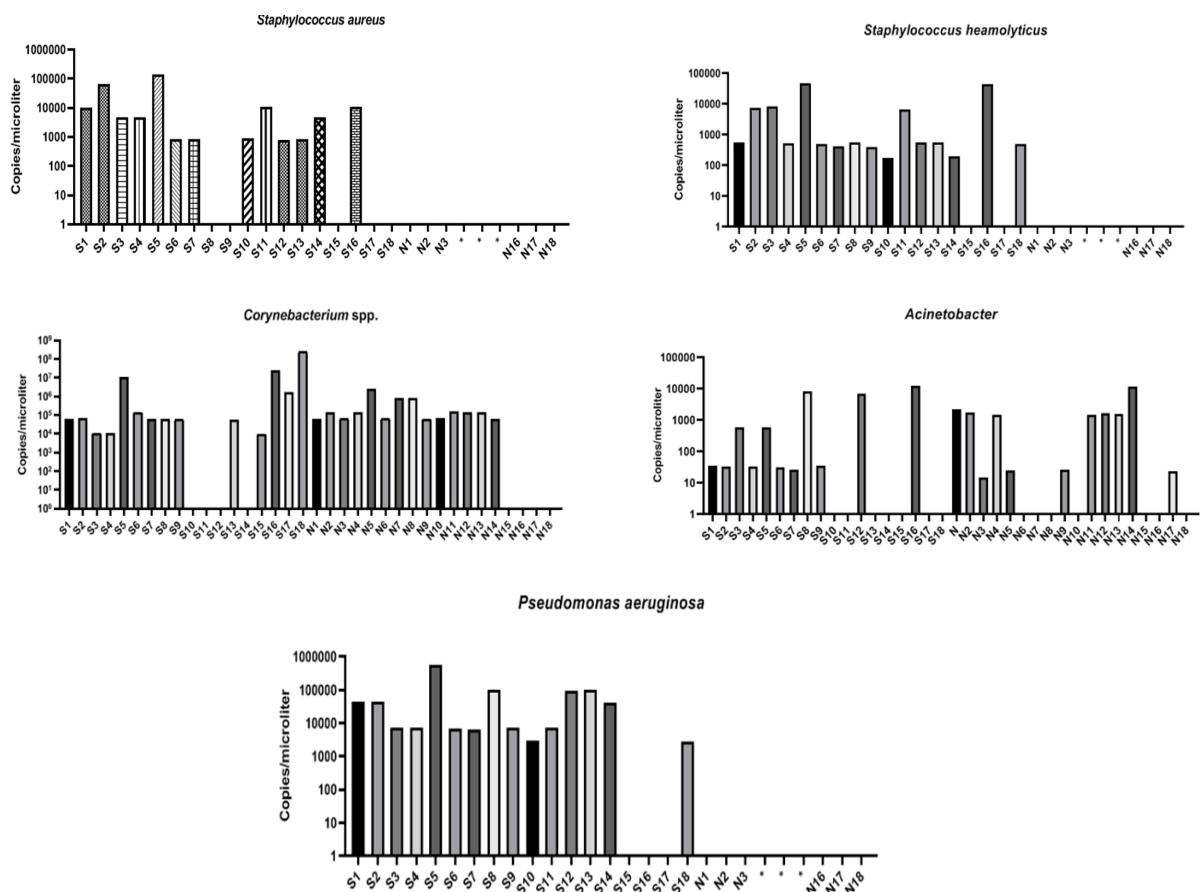 Staphylococcus aureus
Copies/microliter
1000000
100000
10000
1000
100
10
1
S1 S2 S3 S4 S5 S6 S7 S8 S9 S10 S11 S12 S13 S14 S15 S16 S17 S18 N1 N2 N3 * * * N16 N17 N18
Staphylococcus heamolyticus
Copies/microliter
100000
10000
1000
100
10
1
S1 S2 S3 S4 S5 S6 S7 S8 S9 S10 S11 S12 S13 S14 S15 S16 S17 S18 N1 N2 N3 * * * N16 N17 N18
Corynebacterium spp.
Copies/microliter
10⁹
10⁸
10⁷
10⁶
10⁵
10⁴
10³
10²
10¹
10⁰
S1 S2 S3 S4 S5 S6 S7 S8 S9 S10 S11 S12 S13 S14 S15 S16 S17 S18 N1 N2 N3 N4 N5 N6 N7 N8 N9 N10 N11 N12 N13 N14 N15 N16 N17 N18
Acinetobacter
Copies/microliter
100000
10000
1000
100
10
1
S1 S2 S3 S4 S5 S6 S7 S8 S9 S10 S11 S12 S13 S14 S15 S16 S17 S18 N N2 N3 N4 N5 N6 N7 N8 N9 N10 N11 N12 N13 N14 N15 N16 N17 N18
Pseudomonas aeruginosa
Copies/microliter
1000000
100000
10000
1000
100
10
1
S1 S2 S3 S4 S5 S6 S7 S8 S9 S10 S11 S12 S13 S14 S15 S16 S17 S18 N1 N2 N3 * * * N16 N17 N18